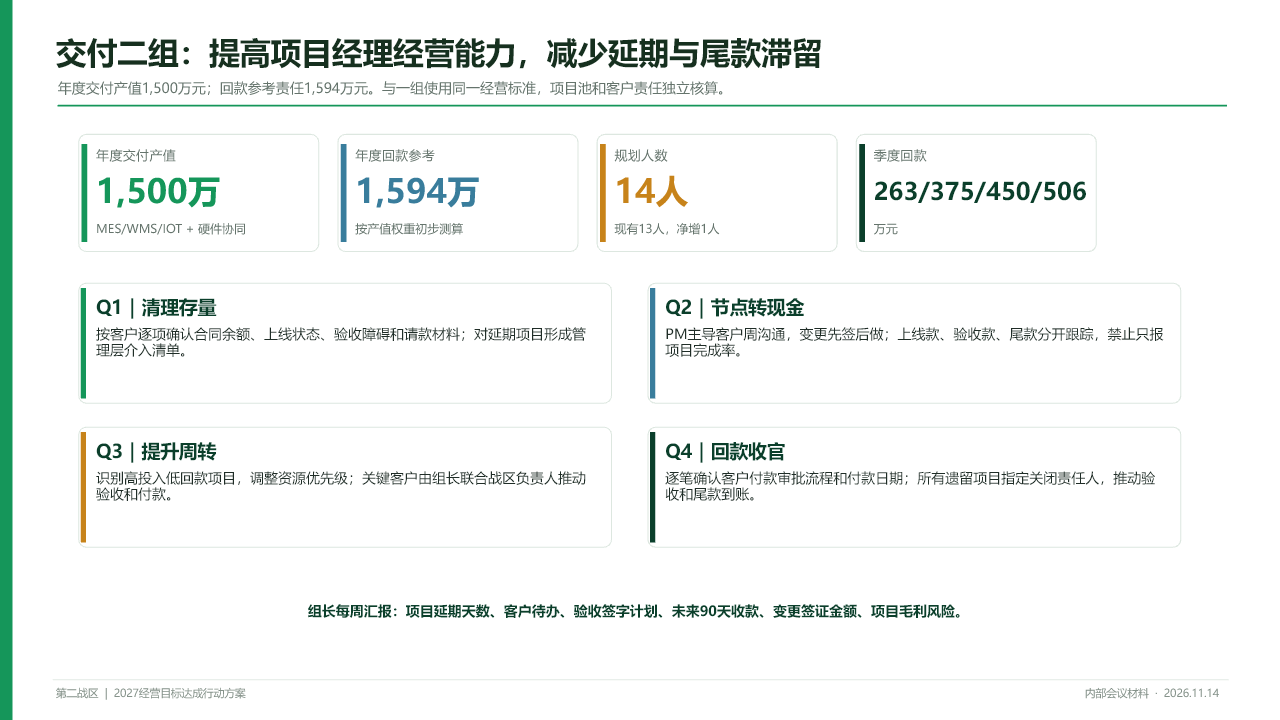 交付二组：提高项目经理经营能力，减少延期与尾款滞留
年度交付产值1,500万元；回款参考责任1,594万元。与一组使用同一经营标准，项目池和客户责任独立核算。
年度交付产值
1,500万
MES/WMS/IOT + 硬件协同
年度回款参考
1,594万
按产值权重初步测算
规划人数
14人
现有13人，净增1人
季度回款
263/375/450/506
万元
Q1｜清理存量
按客户逐项确认合同余额、上线状态、验收障碍和请款材料；对延期项目形成管
理层介入清单。
Q2｜节点转现金
PM主导客户周沟通，变更先签后做；上线款、验收款、尾款分开跟踪，禁止只报
项目完成率。
Q3｜提升周转
识别高投入低回款项目，调整资源优先级；关键客户由组长联合战区负责人推动
验收和付款。
Q4｜回款收官
逐笔确认客户付款审批流程和付款日期；所有遗留项目指定关闭责任人，推动验
收和尾款到账。
组长每周汇报：项目延期天数、客户待办、验收签字计划、未来90天收款、变更签证金额、项目毛利风险。
第二战区｜2027经营目标达成行动方案
内部会议材料 · 2026.11.14